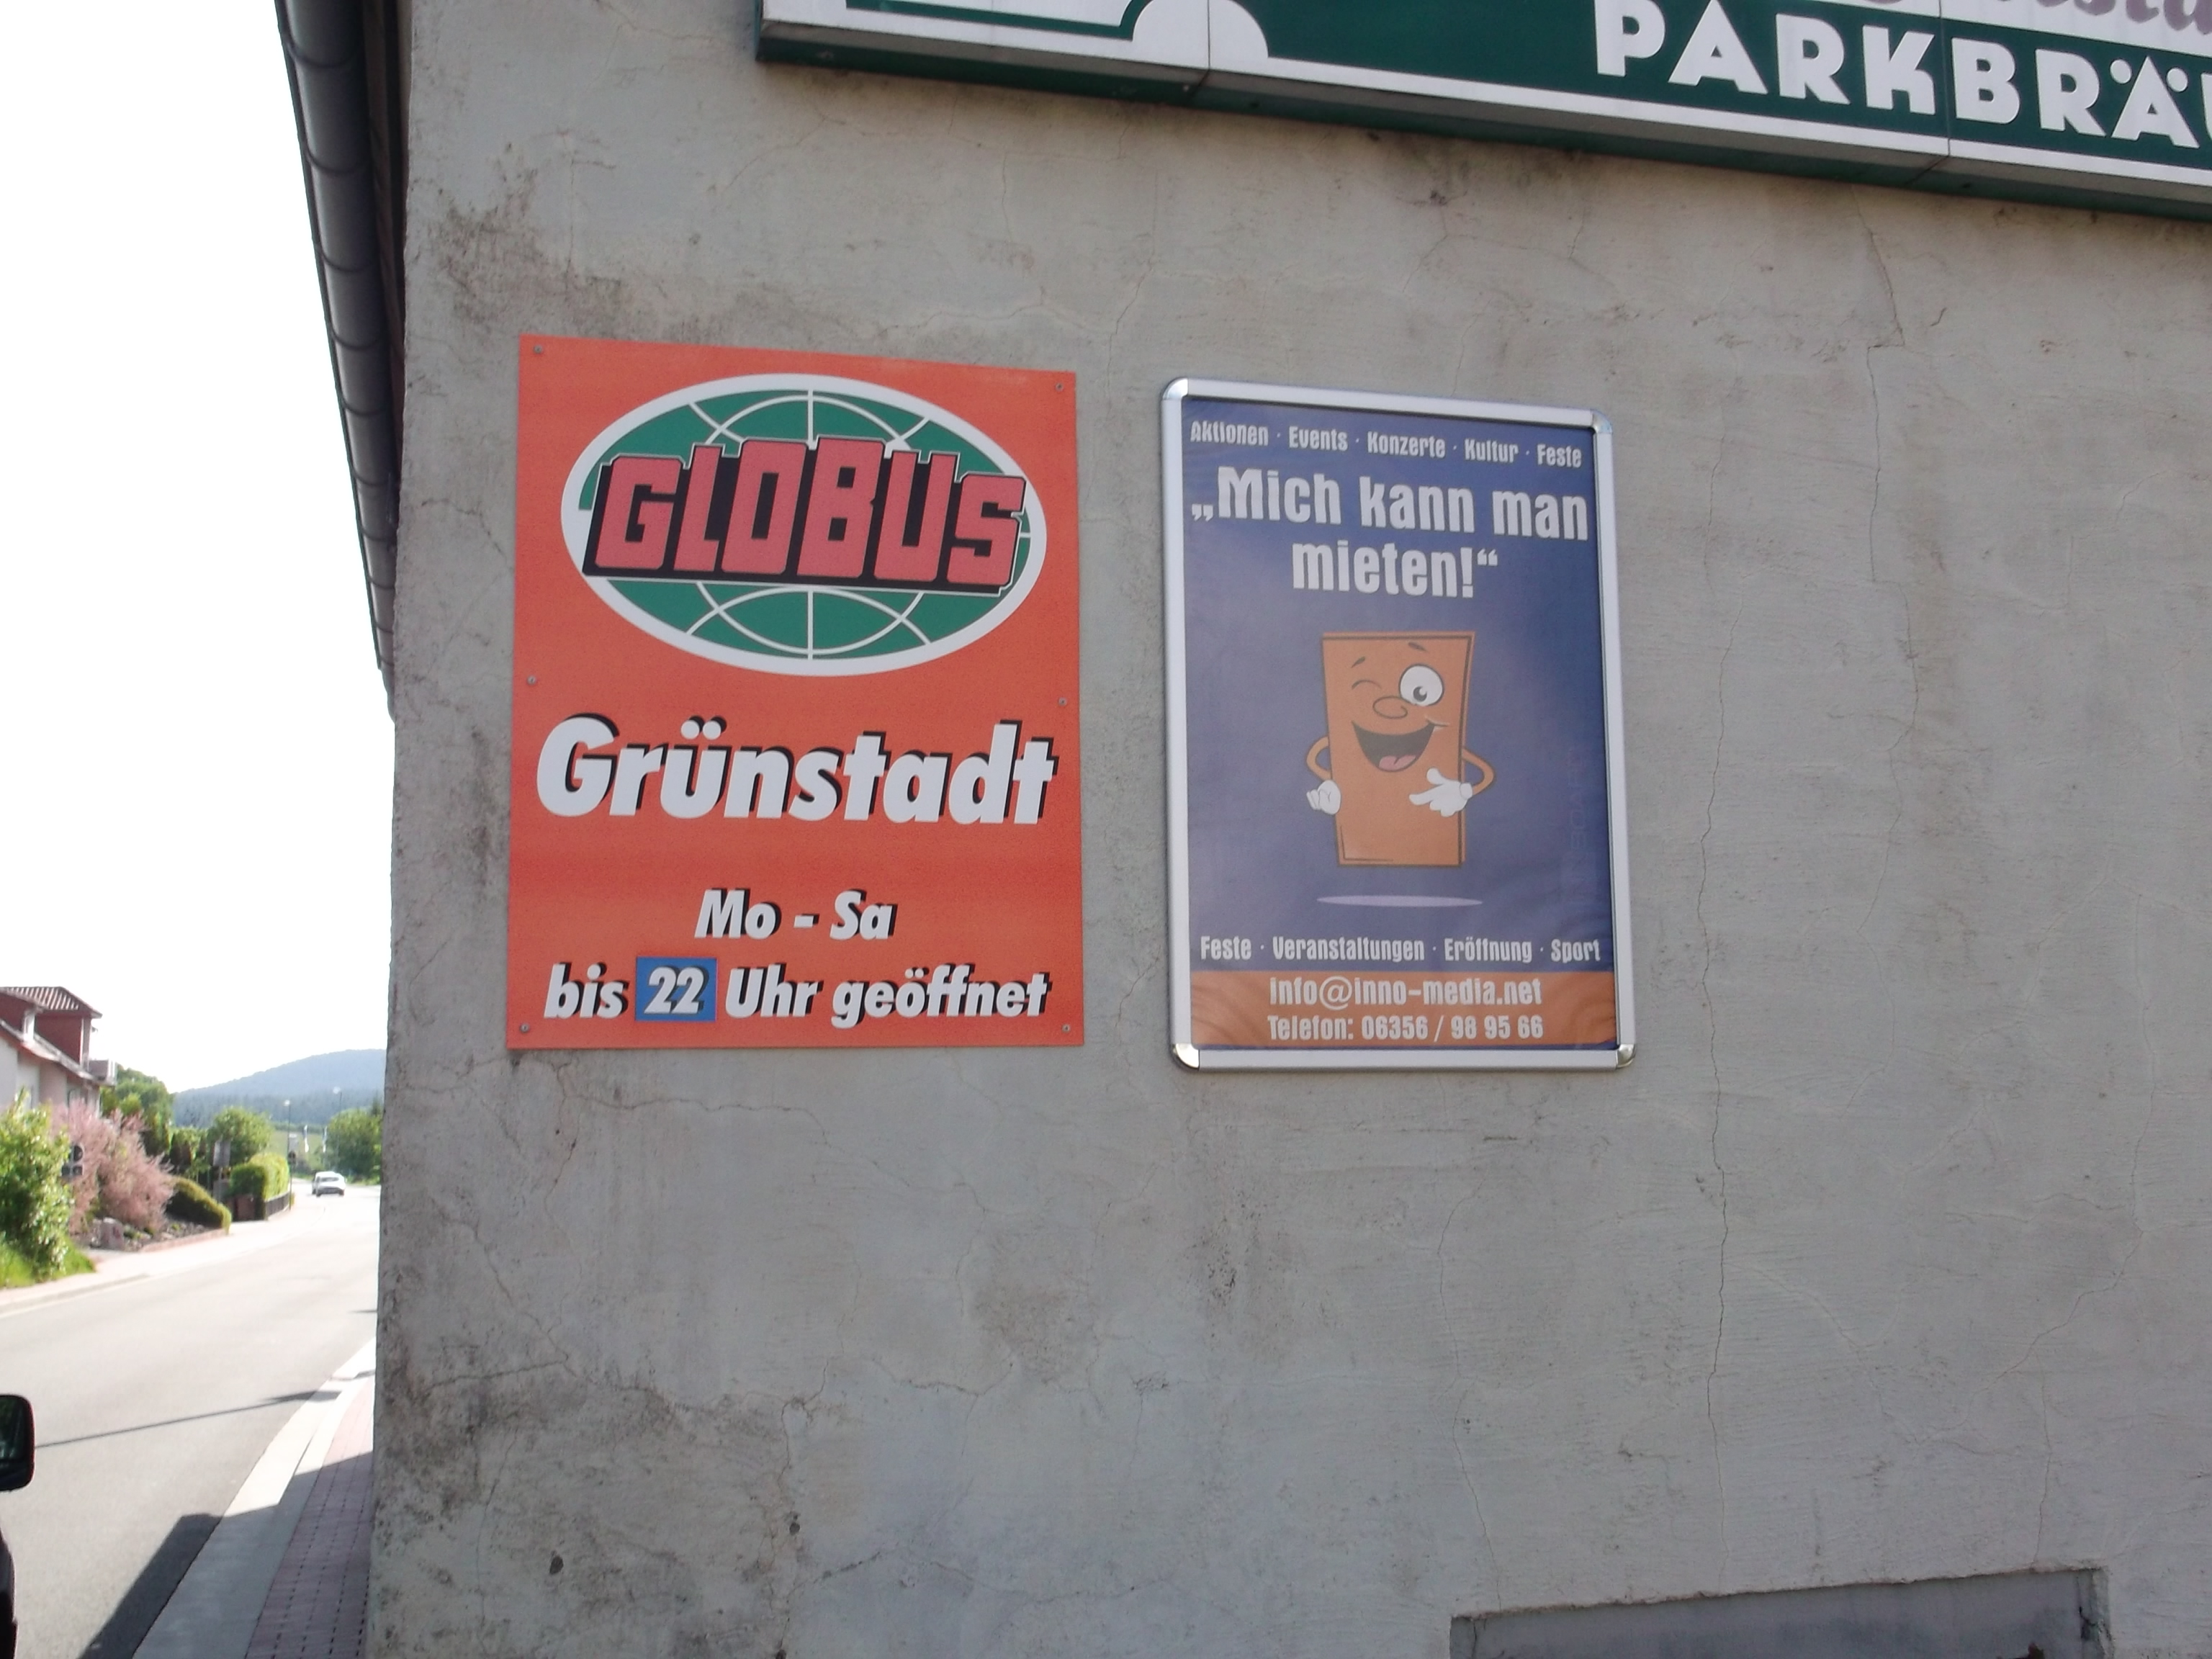 PARKBRÄU
GLOBUS
Grünstadt
Mo - Sa
bis 22 Uhr geöffnet
Aktionen · Events · Konzerte · Kultur · Feste
„Mich kann man
mieten!“
Feste · Veranstaltungen · Eröffnung · Sport
info@inno-media.net
Telefon: 06356 / 98 95 66